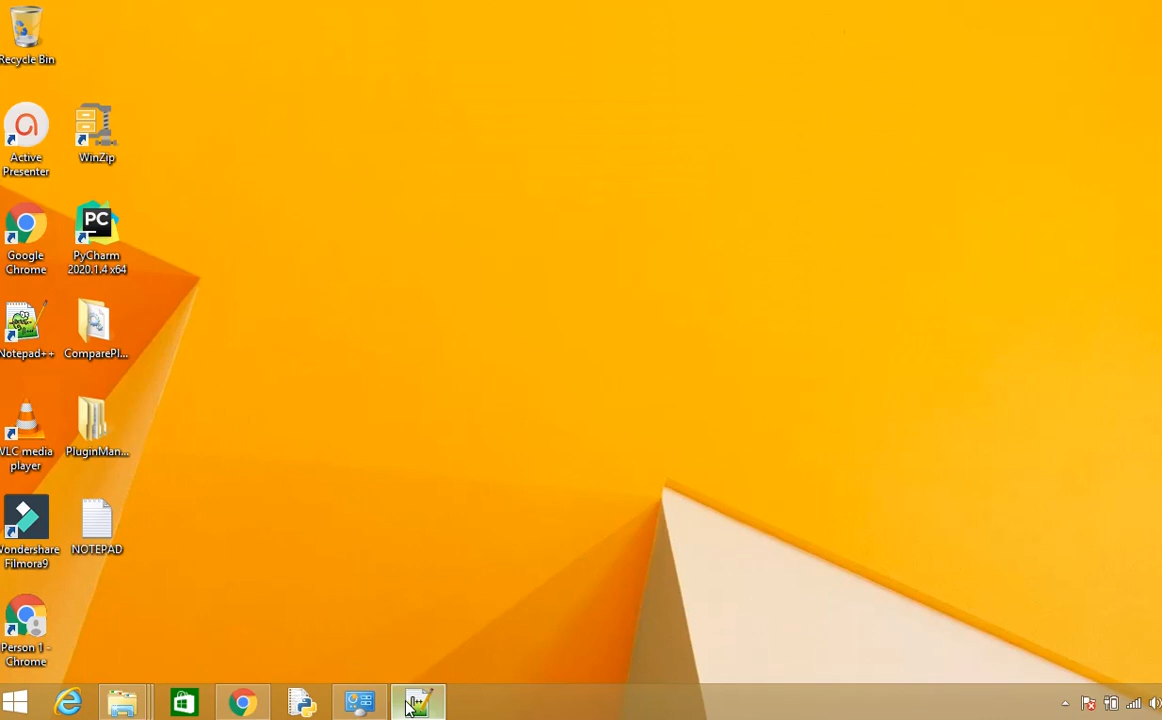 Recycle Bin
Active
Presenter
WinZip
Google
Chrome
PC
PyCharm
2020.1.4 x64
Notepad++
ComparePl...
VLC media
player
PluginMan...
Wondershare
Filmora9
NOTEPAD
Person 1 -
Chrome